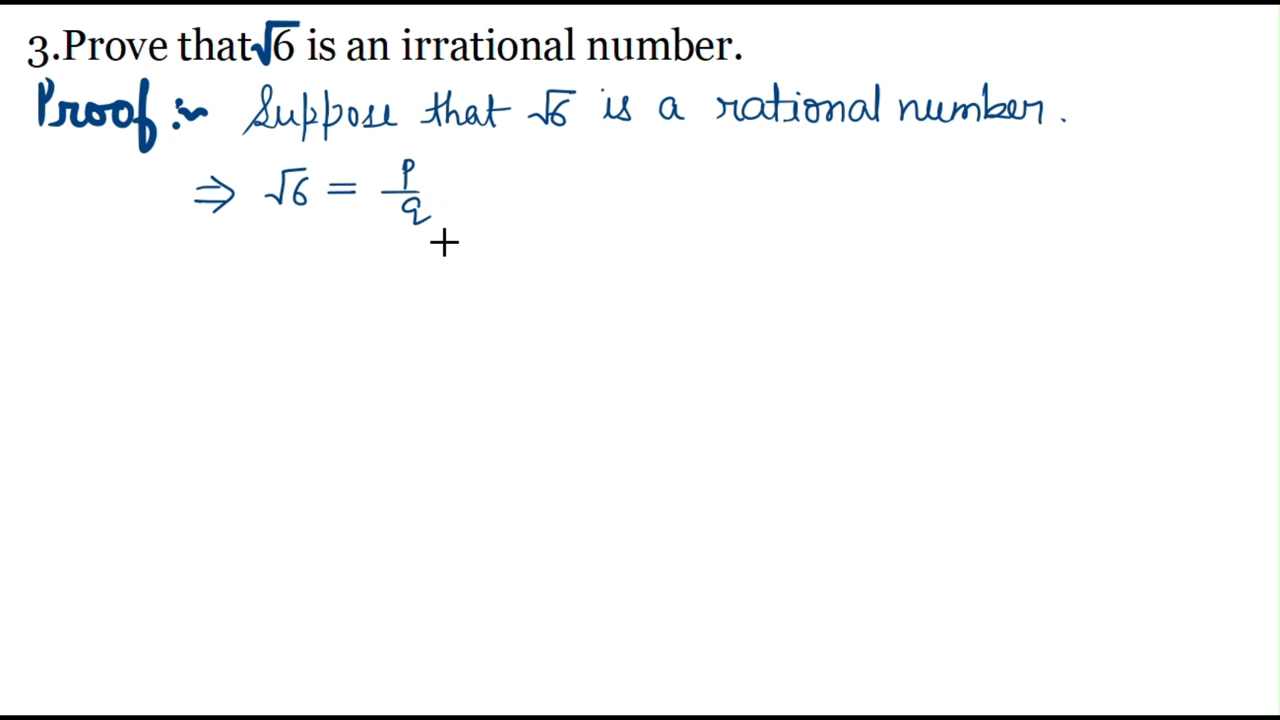 3.Prove that√6 is an irrational number.
Proof :~ Suppose that √6 is a rational number.
⇒ √6 = p/q